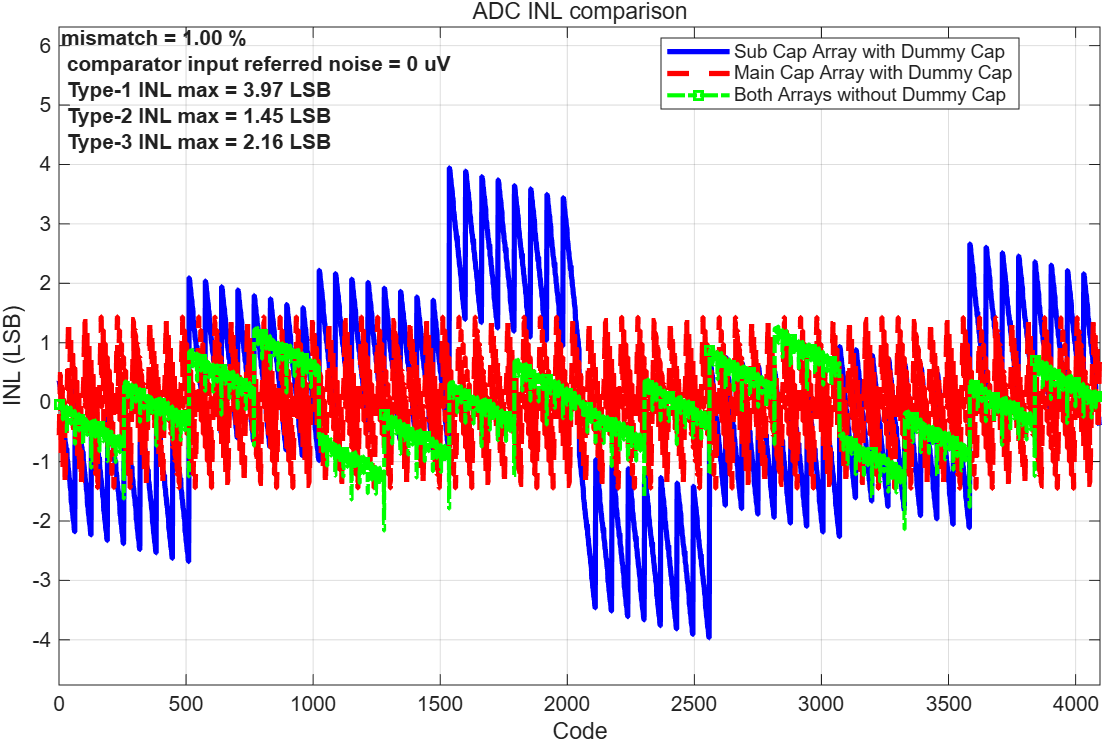 ADC INL comparison
mismatch = 1.00 %
comparator input referred noise = 0 uV
Type-1 INL max = 3.97 LSB
Type-2 INL max = 1.45 LSB
Type-3 INL max = 2.16 LSB
Sub Cap Array with Dummy Cap
Main Cap Array with Dummy Cap
Both Arrays without Dummy Cap
INL (LSB)
6
5
4
3
2
1
0
-1
-2
-3
-4
0
500
1000
1500
2000
2500
3000
3500
4000
Code